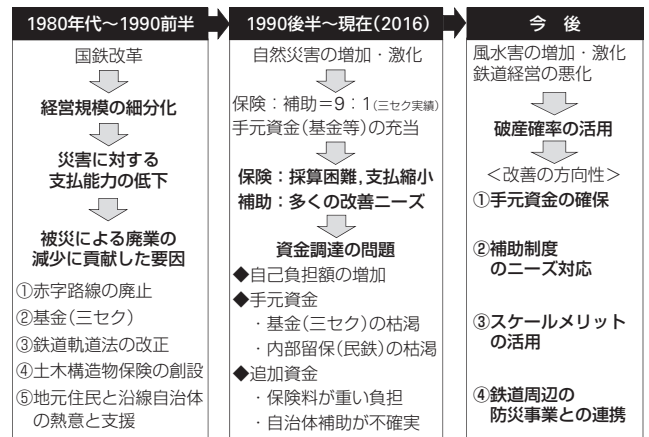 1980年代～1990前半
国鉄改革
経営規模の細分化
災害に対する
支払能力の低下
被災による廃業の
減少に貢献した要因
①赤字路線の廃止
②基金(三セク)
③鉄道軌道法の改正
④土木構造物保険の創設
⑤地元住民と沿線自治体
の熱意と支援
1990後半～現在(2016)
自然災害の増加・激化
保険：補助＝9：1(三セク実績)
手元資金(基金等)の充当
保険：採算困難,支払縮小
補助：多くの改善ニーズ
資金調達の問題
◆自己負担額の増加
◆手元資金
・基金(三セク)の枯渇
・内部留保(民鉄)の枯渇
◆追加資金
・保険料が重い負担
・自治体補助が不確実
今 後
風水害の増加・激化
鉄道経営の悪化
破産確率の活用
＜改善の方向性＞
①手元資金の確保
②補助制度
のニーズ対応
③スケールメリット
の活用
④鉄道周辺の
防災事業との連携